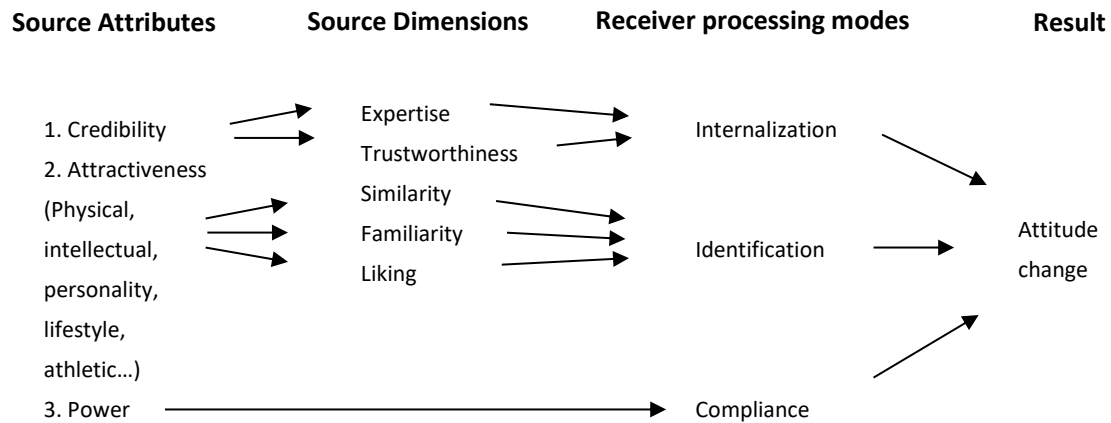 Source Attributes
Source Dimensions
Receiver processing modes
Result
1. Credibility
2. Attractiveness
(Physical,
intellectual,
personality,
lifestyle,
athletic…)
3. Power
Expertise
Trustworthiness
Similarity
Familiarity
Liking
Internalization
Identification
Compliance
Attitude
change